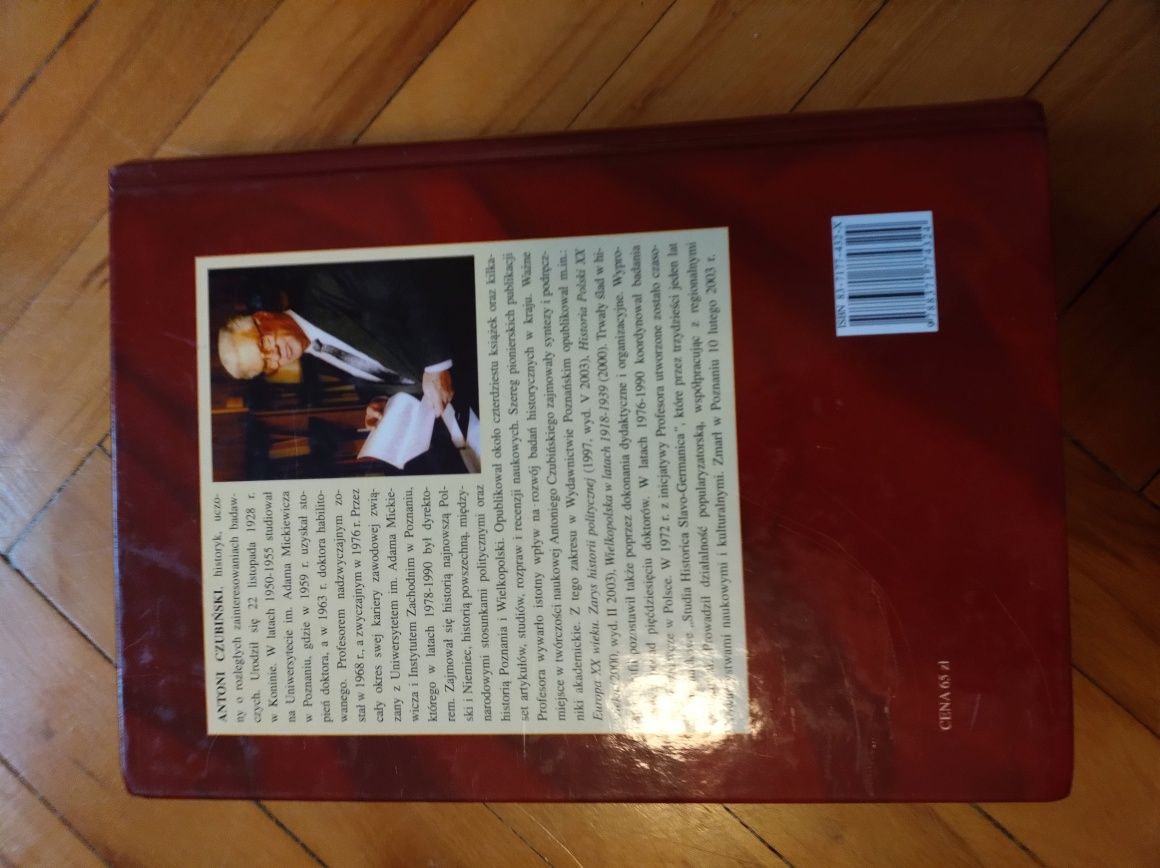 ANTONI CZUBIŃSKI, historyk, uczo-
ny o rozległych zainteresowaniach badaw-
czych. Urodził się 22 listopada 1928 r.
w Koninie. W latach 1950-1955 studiował
na Uniwersytecie im. Adama Mickiewicza
w Poznaniu, gdzie w 1959 r. uzyskał sto-
pień doktora, a w 1963 r. doktora habilito-
wanego. Profesorem nadzwyczajnym zo-
stał w 1968 r., a zwyczajnym w 1976 r. Przez
cały okres swej kariery zawodowej zwią-
zany z Uniwersytetem im. Adama Mickie-
wicza i Instytutem Zachodnim w Poznaniu,
którego w latach 1978-1990 był dyrekto-
rem. Zajmował się historią najnowszą Pol-
ski i Niemiec, historią powszechną, między-
narodowymi stosunkami politycznymi oraz
historią Poznania i Wielkopolski. Opublikował około czterdziestu książek oraz kilka-
set artykułów, studiów, rozpraw i recenzji naukowych. Szereg pionierskich publikacji
Profesora wywarło istotny wpływ na rozwój badań historycznych w kraju. Ważne
miejsce w twórczości naukowej Antoniego Czubińskiego zajmowały syntezy i podręcz-
niki akademickie. Z tego zakresu w Wydawnictwie Poznańskim opublikował m.in.:
Europa XX wieku. Zarys historii politycznej (1997, wyd. V 2003), Historia Polski XX
2000, wyd. II 2003), Wielkopolska w latach 1918-1939 (2000). Trwały ślad w hi-
pozostawił także poprzez dokonania dydaktyczne i organizacyjne. Wypro-
pięćdziesięciu doktorów. W latach 1976-1990 koordynował badania
w Polsce. W 1972 r. z inicjatywy Profesora utworzone zostało czaso-
„Studia Historica Slavo-Germanica”, które przez trzydzieści jeden lat
Prowadził działalność popularyzatorską, współpracując z regionalnymi
naukowymi i kulturalnymi. Zmarł w Poznaniu 10 lutego 2003 r.
CENA 65 zł
ISBN 83-7177-432-X
9788371774324